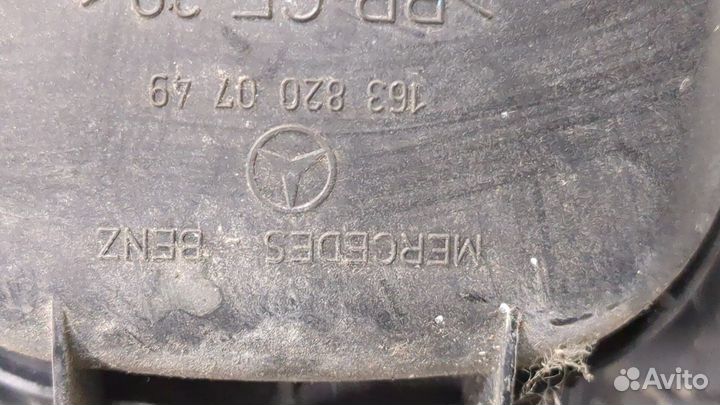 MERCEDES - BENZ
163 820 07 49
Avito